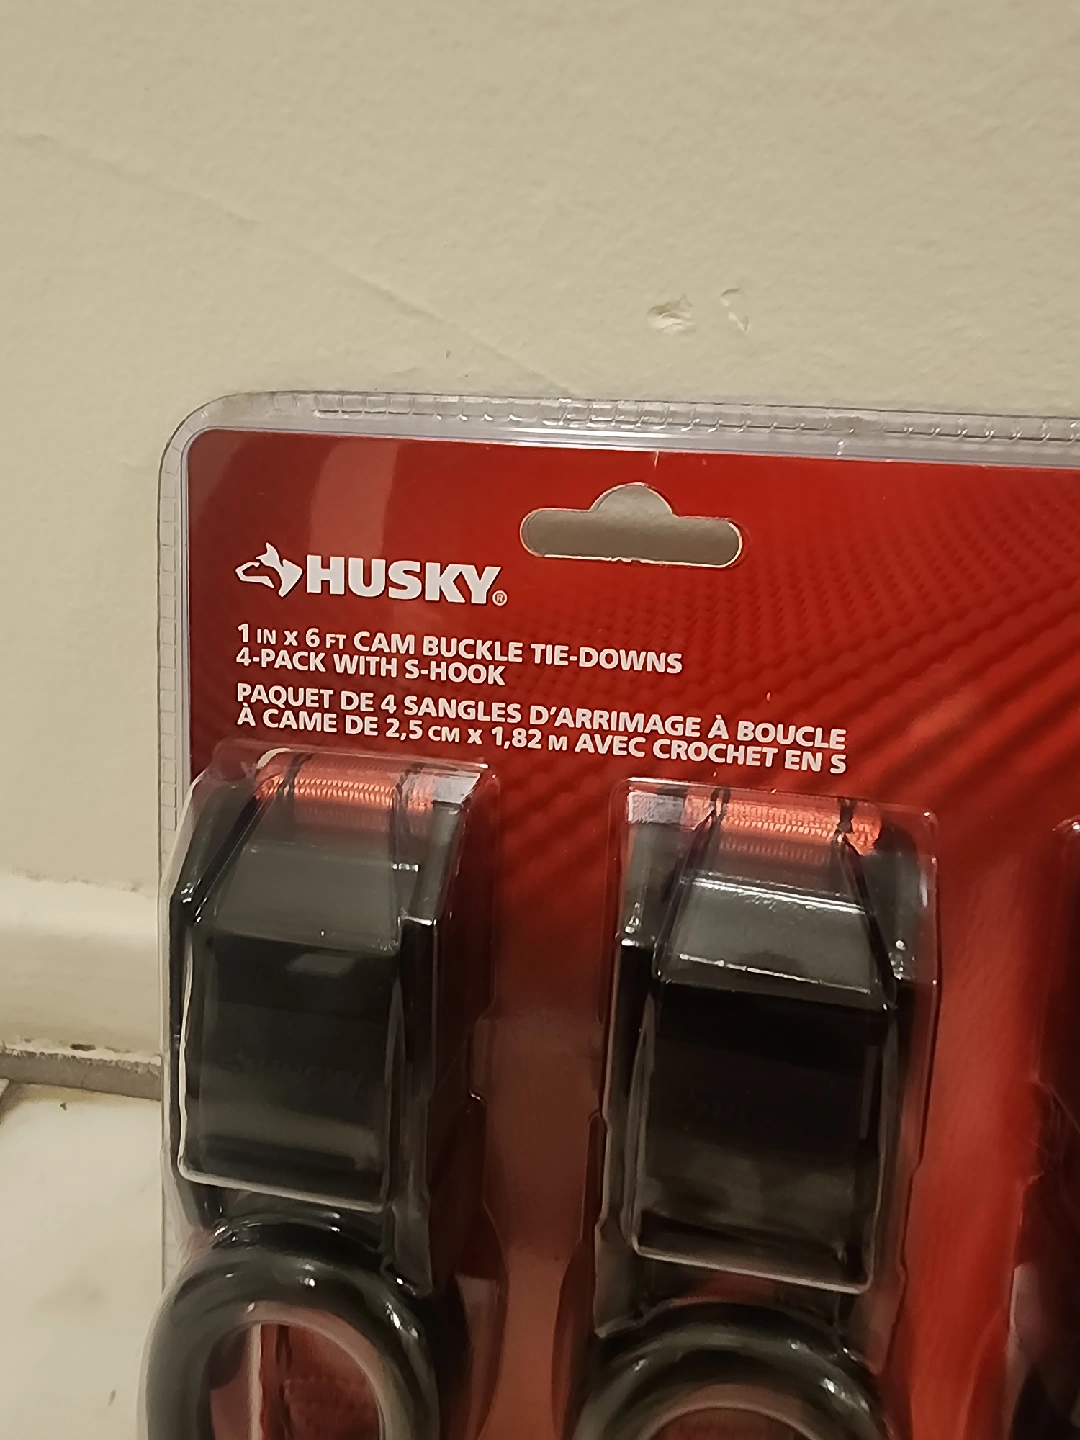 HUSKY®
1 IN X 6 FT CAM BUCKLE TIE-DOWNS
4-PACK WITH S-HOOK
PAQUET DE 4 SANGLES D'ARRIMAGE À BOUCLE
À CAME DE 2,5 CM X 1,82 M AVEC CROCHET EN S